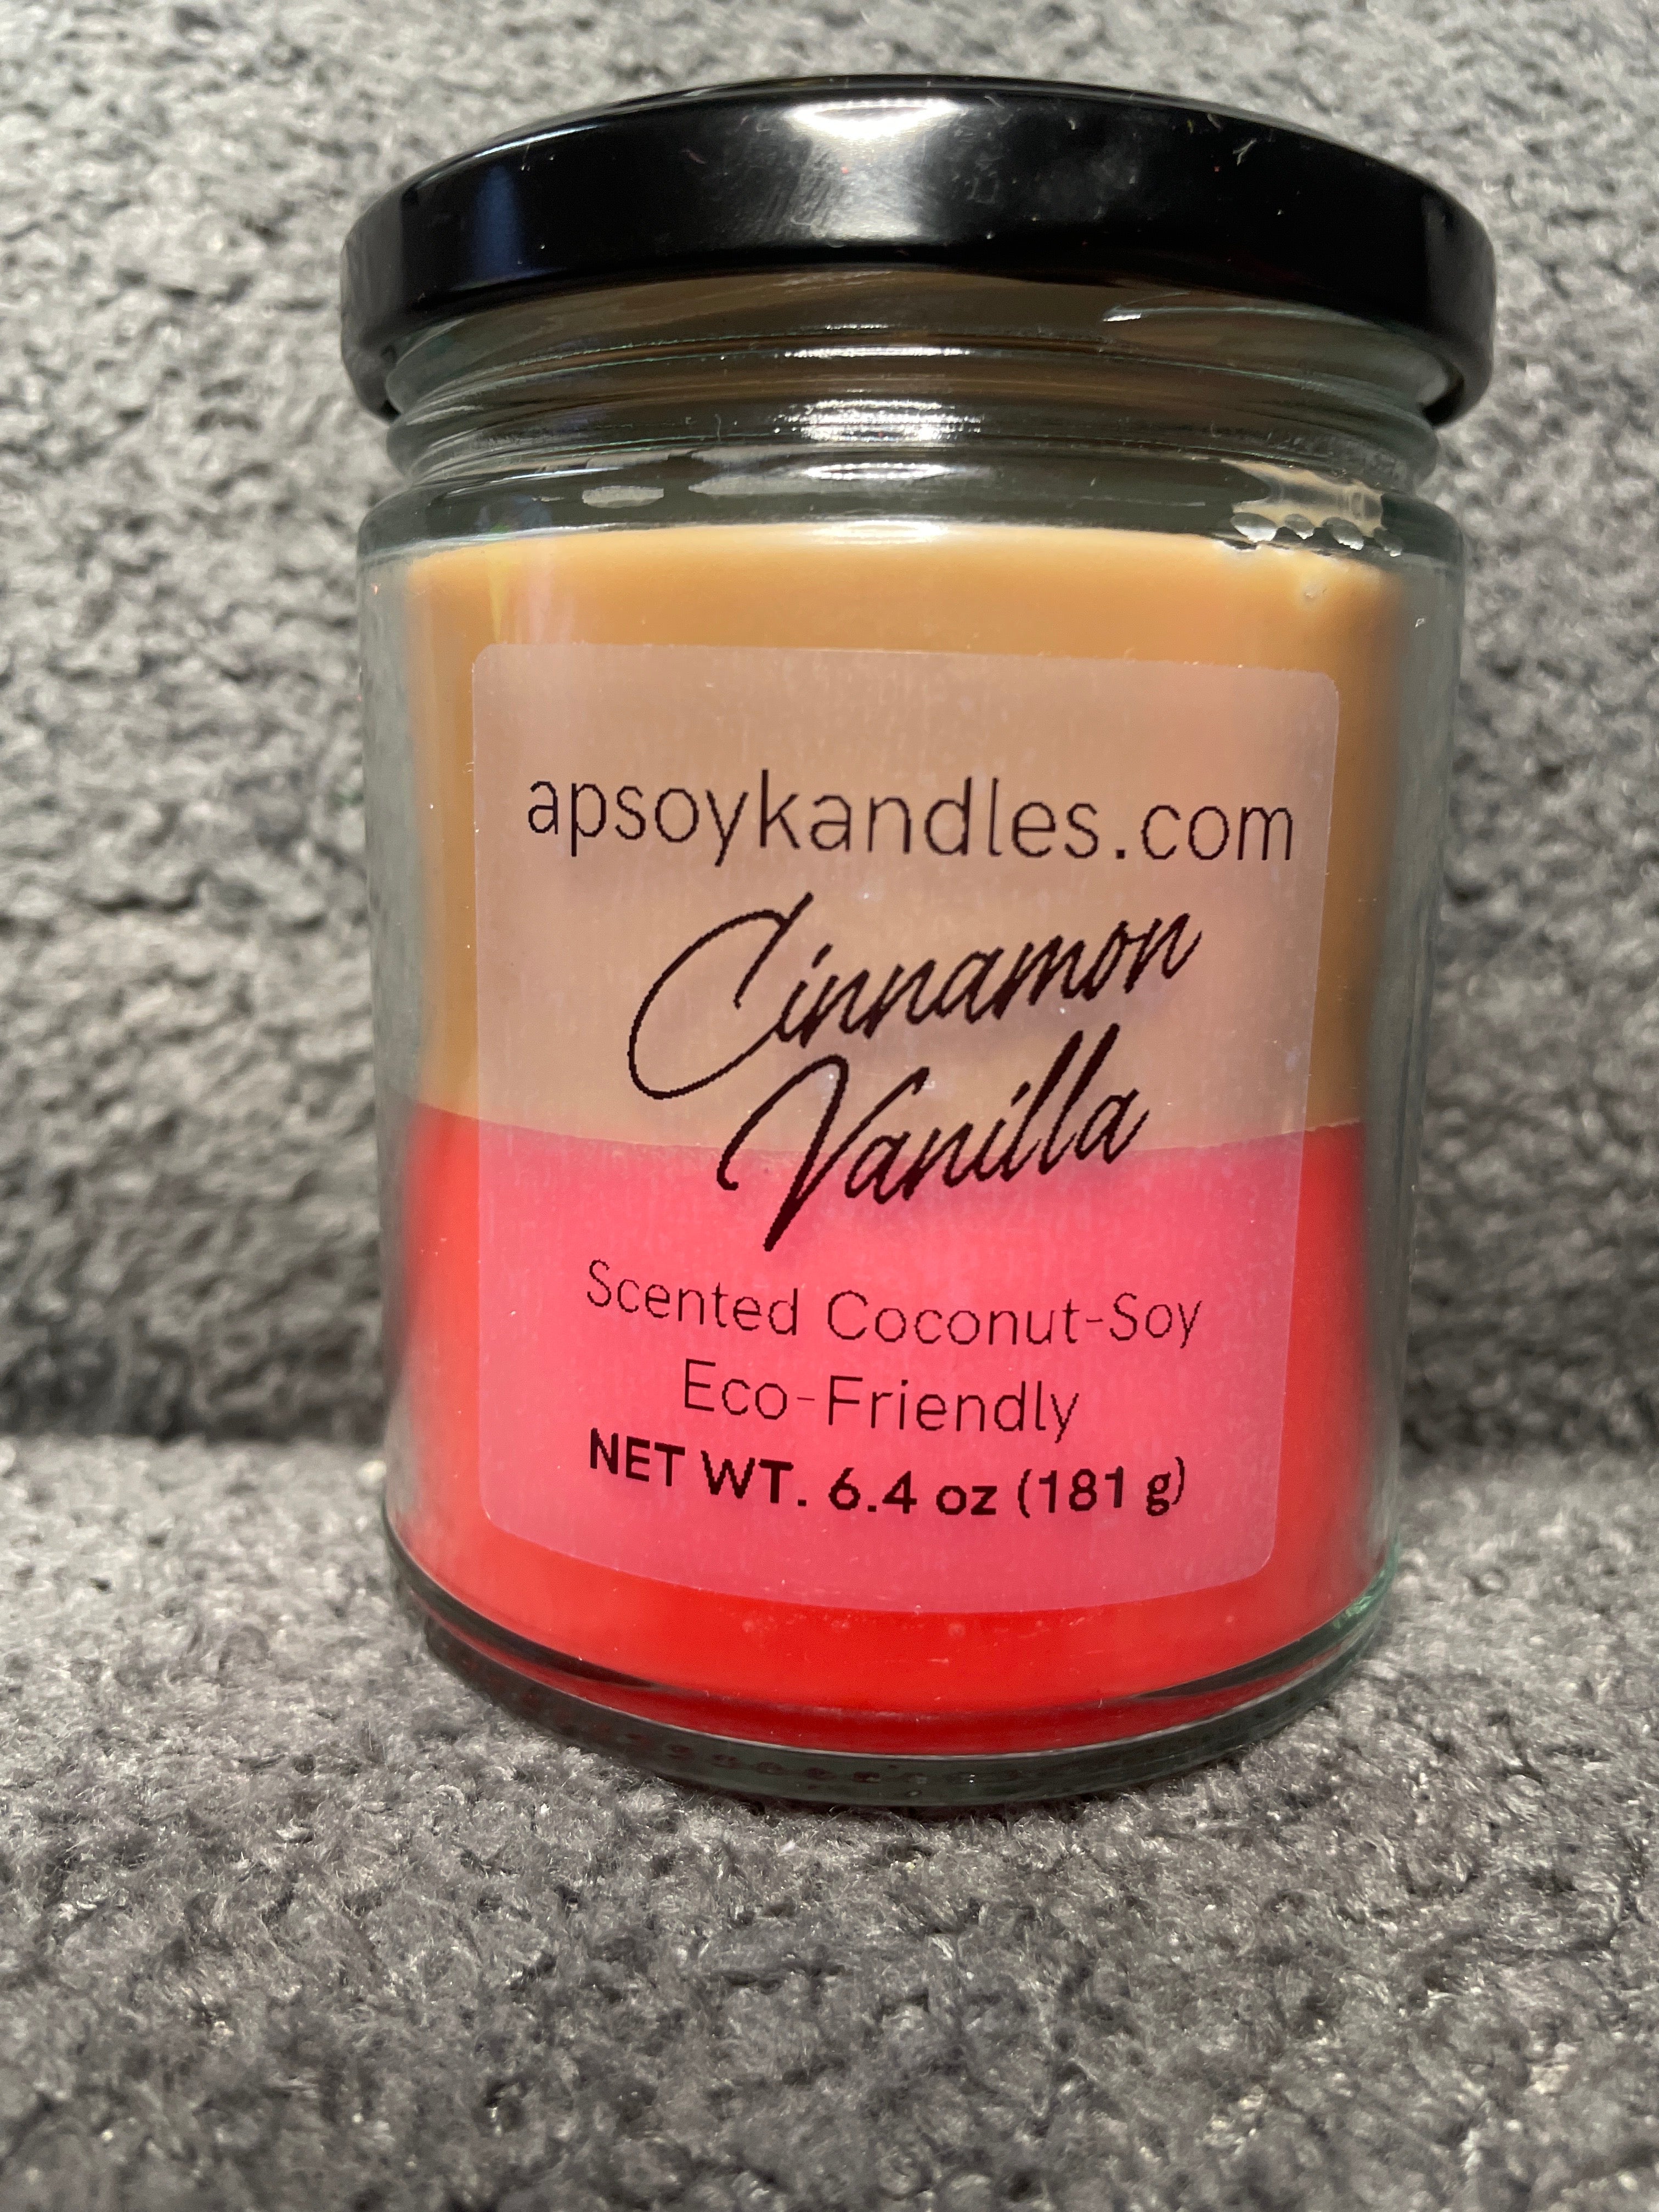 apsoykandles.com
Cinnamon
Vanilla
Scented Coconut-Soy
Eco-Friendly
NET WT. 6.4 oz (181 g)